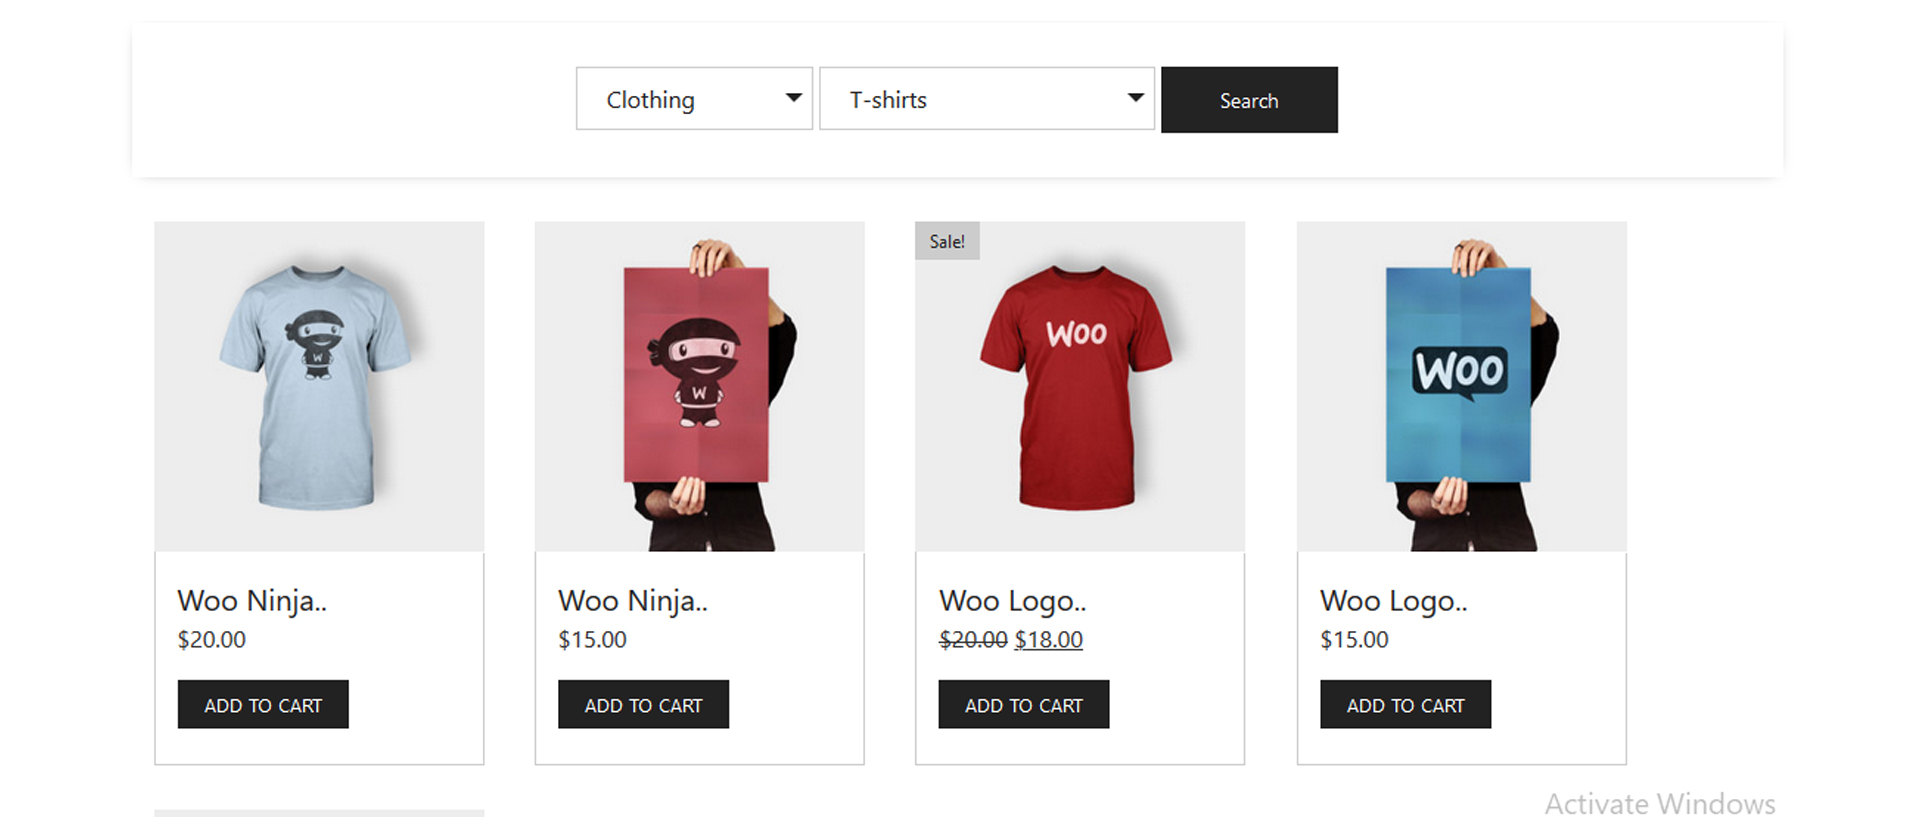 Clothing
T-shirts
Search
Sale!
W
W
Woo
Woo
Woo Ninja..
$20.00
ADD TO CART
Woo Ninja..
$15.00
ADD TO CART
Woo Logo..
$20.00 $18.00
ADD TO CART
Woo Logo..
$15.00
ADD TO CART
Activate Windows